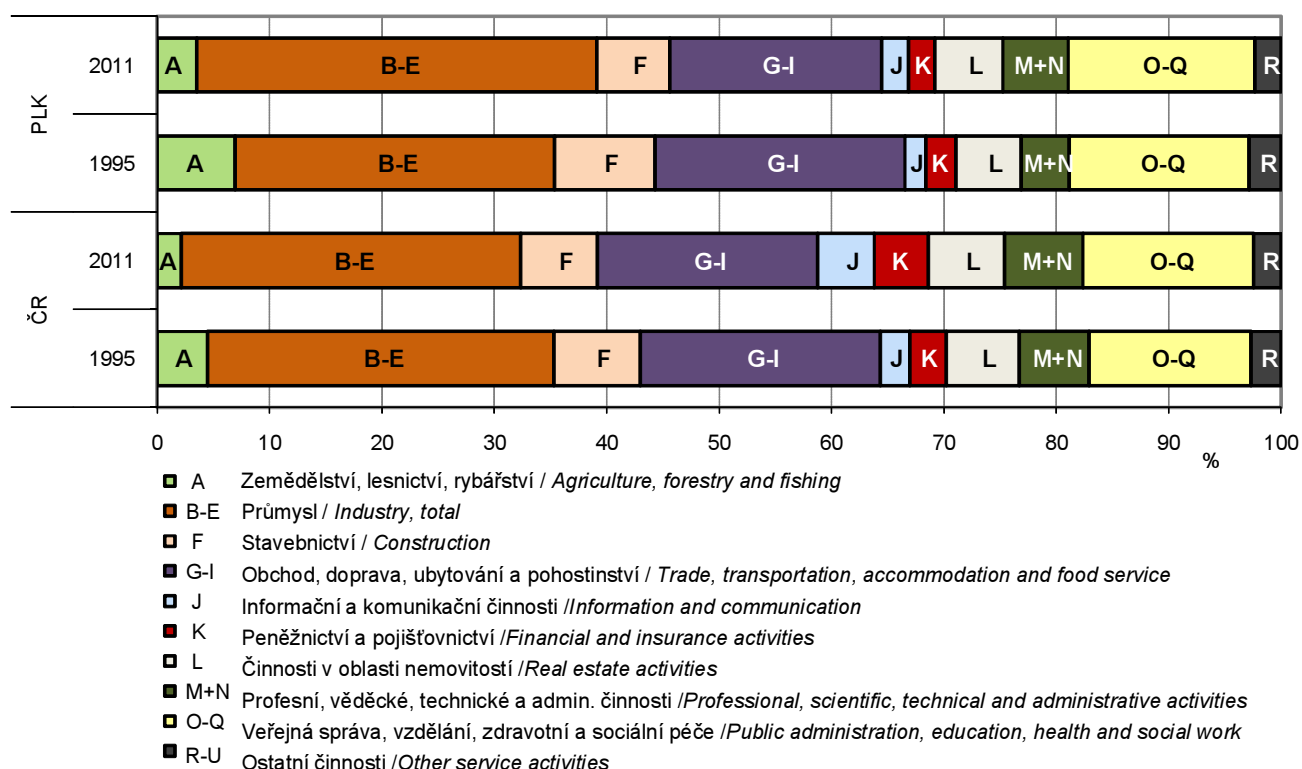 PLK
2011
A B-E F G-I J K L M+N O-Q R
1995
A B-E F G-I J K L M+N O-Q R
ČR
2011
A B-E F G-I J K L M+N O-Q R
1995
A B-E F G-I J K L M+N O-Q R
0 10 20 30 40 50 60 70 80 90 100
%
A Zemědělství, lesnictví, rybářství / Agriculture, forestry and fishing
B-E Průmysl / Industry, total
F Stavebnictví / Construction
G-I Obchod, doprava, ubytování a pohostinství / Trade, transportation, accommodation and food service
J Informační a komunikační činnosti /Information and communication
K Peněžnictví a pojišťovnictví /Financial and insurance activities
L Činnosti v oblasti nemovitostí /Real estate activities
M+N Profesní, věděcké, technické a admin. činnosti /Professional, scientific, technical and administrative activities
O-Q Veřejná správa, vzdělání, zdravotní a sociální péče /Public administration, education, health and social work
R-U Ostatní činnosti /Other service activities